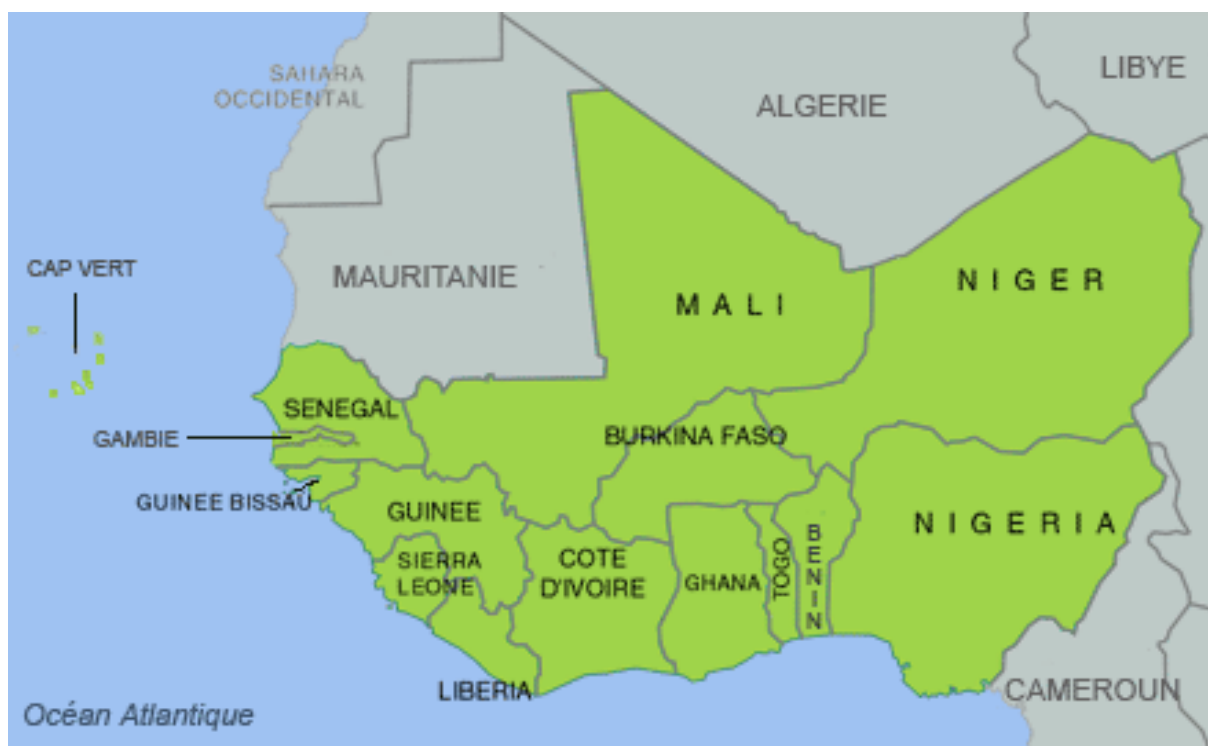 LIBYE
SAHARA
OCCIDENTAL
ALGERIE
CAP VERT
MAURITANIE
MALI
NIGER
SENEGAL
GAMBIE
BURKINA FASO
GUINEE BISSAU
GUINEE
NIGERIA
SIERRA
LEONE
COTE
D'IVOIRE
GHANA
TOGO
BENIN
LIBERIA
CAMEROUN
Océan Atlantique